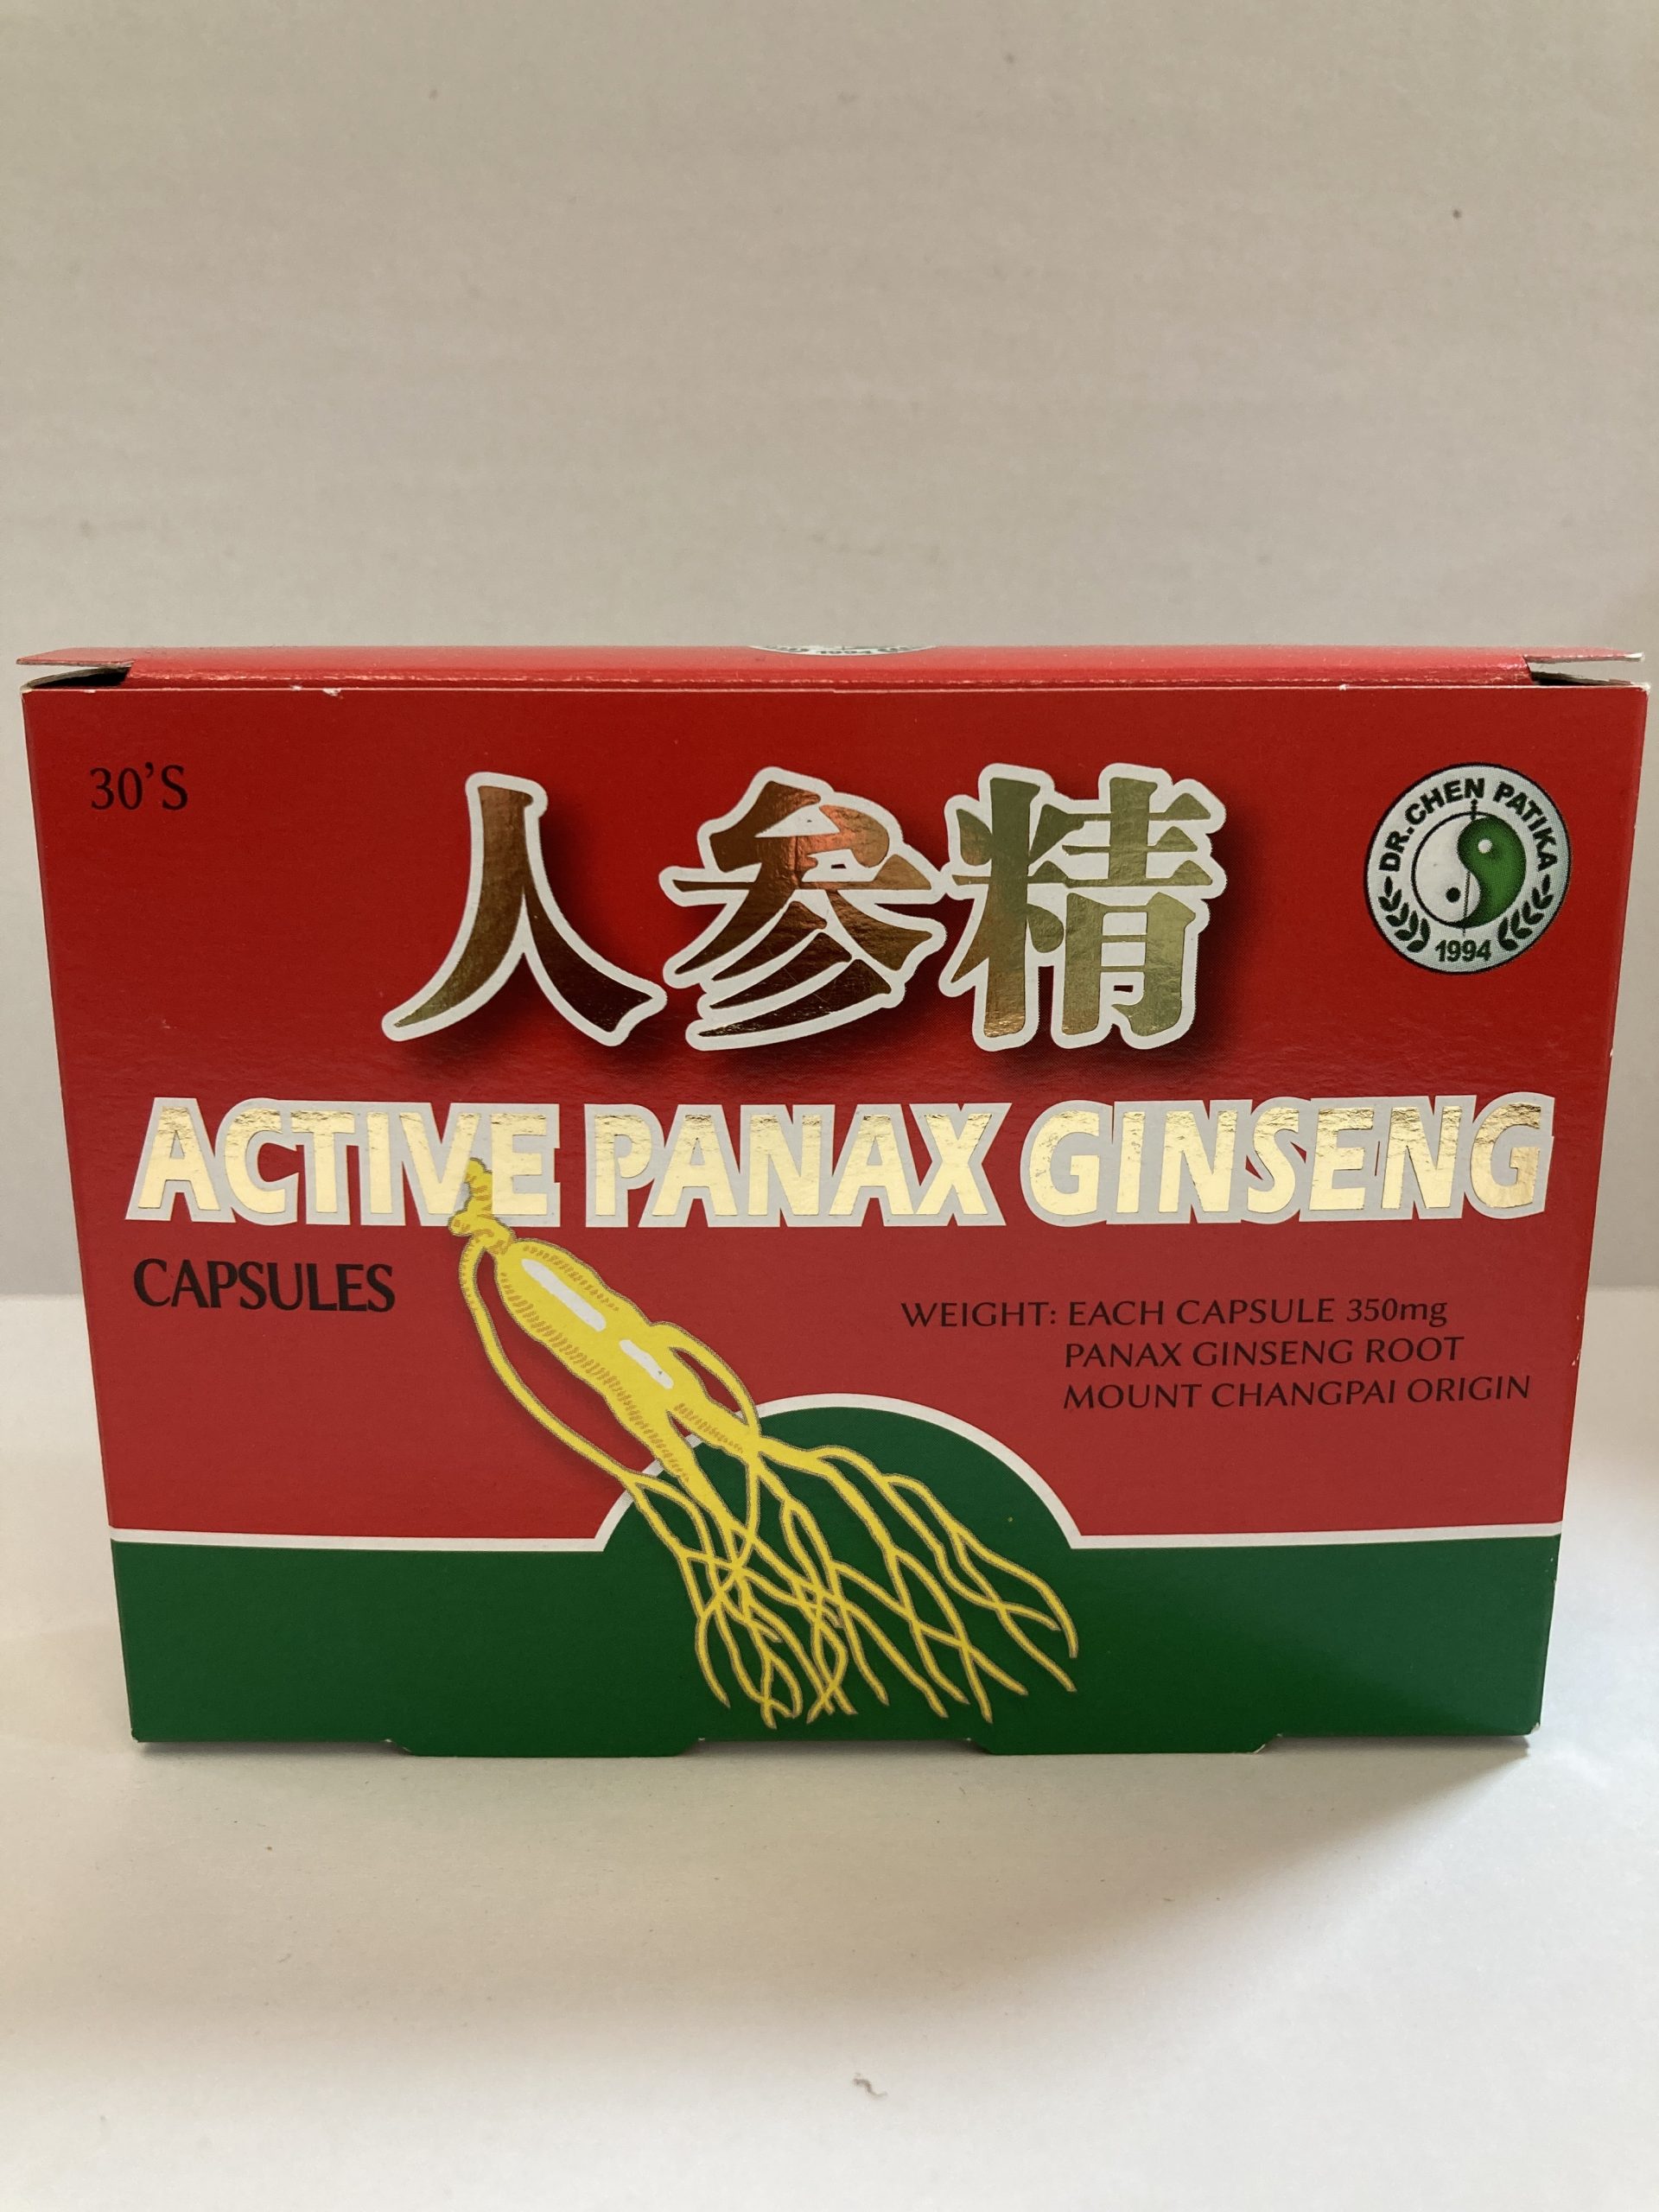 30'S
人参精
DR.CHEN PATIKA
1994
ACTIVE PANAX GINSENG
CAPSULES
WEIGHT: EACH CAPSULE 350mg
PANAX GINSENG ROOT
MOUNT CHANGPAI ORIGIN